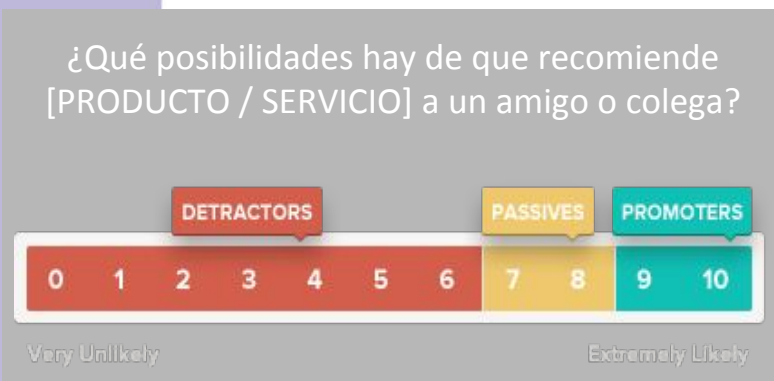 ¿Qué posibilidades hay de que recomiende
[PRODUCTO / SERVICIO] a un amigo o colega?
DETRACTORS PASSIVES PROMOTERS
0 1 2 3 4 5 6 7 8 9 10
Very Unlikely Extremely Likely